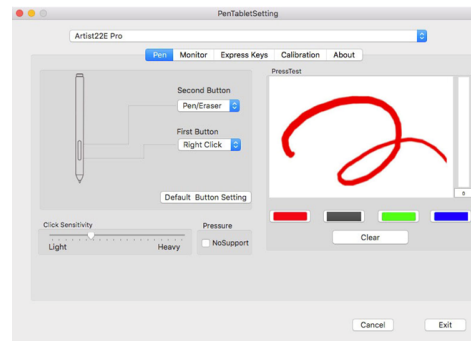 PenTabletSetting
Artist22E Pro
Pen Monitor Express Keys Calibration About
PressTest
Second Button
Pen/Eraser
First Button
Right Click
Default Button Setting
Click Sensitivity
Light Heavy
Pressure
NoSupport
Clear
Cancel Exit